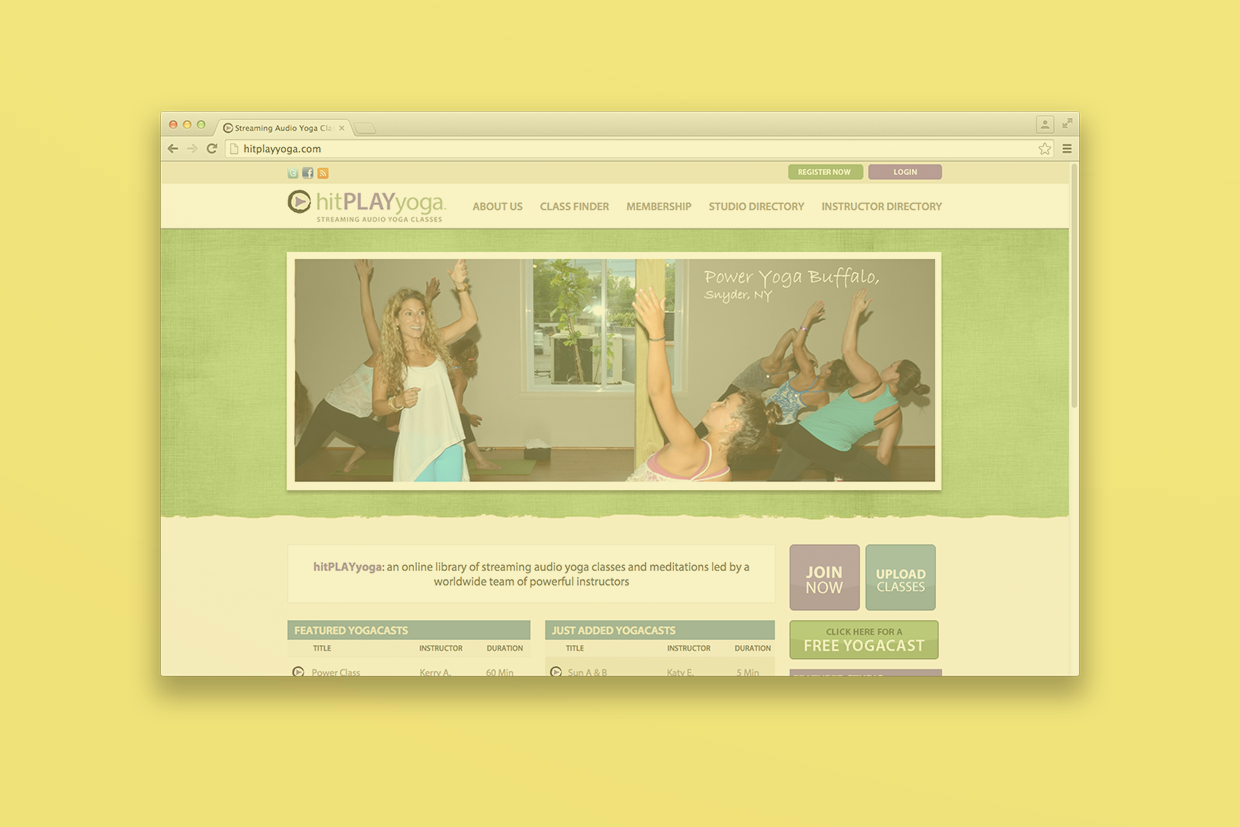 Streaming Audio Yoga Cla
hitplayyoga.com
REGISTER NOW
LOGIN
hitPLAYyoga.
STREAMING AUDIO YOGA CLASSES
ABOUT US
CLASS FINDER
MEMBERSHIP
STUDIO DIRECTORY
INSTRUCTOR DIRECTORY
Power Yoga Buffalo,
Snyder, NY
hitPLAYyoga: an online library of streaming audio yoga classes and meditations led by a
worldwide team of powerful instructors
JOIN
NOW
UPLOAD
CLASSES
FEATURED YOGACASTS
TITLE INSTRUCTOR DURATION
Power Class Kerry A. 60 Min
JUST ADDED YOGACASTS
TITLE INSTRUCTOR DURATION
Sun A & B Katy E. 5 Min
CLICK HERE FOR A
FREE YOGACAST